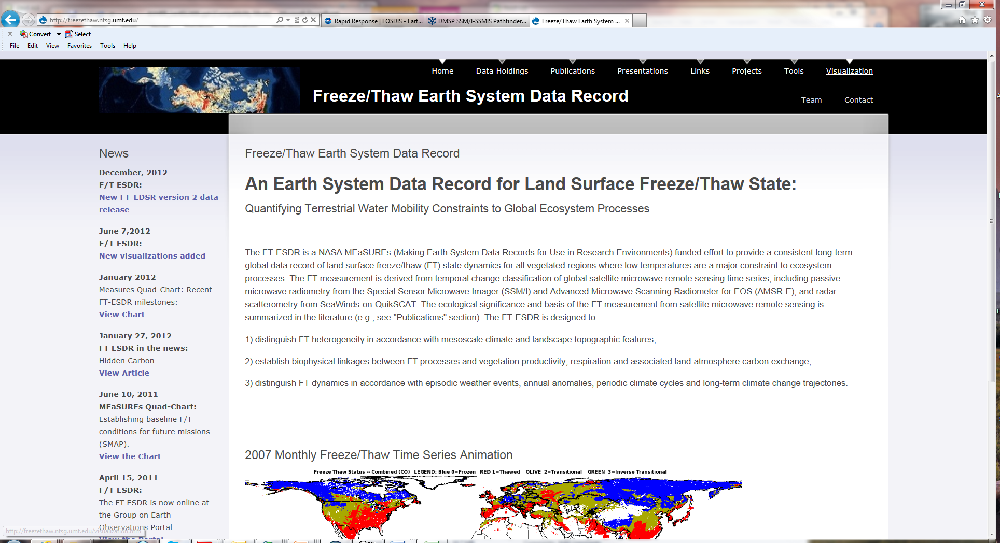 http://freezethaw.ntsg.umt.edu/
Rapid Response | EOSDIS - Eart...
DMSP SSM/I-SSMIS Pathfinder...
Freeze/Thaw Earth System ...
Convert
Select
File Edit View Favorites Tools Help
Home Data Holdings Publications Presentations Links Projects Tools Visualization
Freeze/Thaw Earth System Data Record
Team Contact
News
December, 2012
F/T ESDR:
New FT-EDSR version 2 data
release
June 7,2012
F/T ESDR:
New visualizations added
January 2012
Measures Quad-Chart: Recent
FT-ESDR milestones:
View Chart
January 27, 2012
FT ESDR in the news:
Hidden Carbon
View Article
June 10, 2011
MEaSUREs Quad-Chart:
Establishing baseline F/T
conditions for future missions
(SMAP).
View the Chart
April 15, 2011
F/T ESDR:
The FT ESDR is now online at
the Group on Earth
Observations Portal
View the Portal
http://freezethaw.ntsg.umt.edu/visualization.html
Freeze/Thaw Earth System Data Record
An Earth System Data Record for Land Surface Freeze/Thaw State:
Quantifying Terrestrial Water Mobility Constraints to Global Ecosystem Processes
The FT-ESDR is a NASA MEaSUREs (Making Earth System Data Records for Use in Research Environments) funded effort to provide a consistent long-term
global data record of land surface freeze/thaw (FT) state dynamics for all vegetated regions where low temperatures are a major constraint to ecosystem
processes. The FT measurement is derived from temporal change classification of global satellite microwave remote sensing time series, including passive
microwave radiometry from the Special Sensor Microwave Imager (SSM/I) and Advanced Microwave Scanning Radiometer for EOS (AMSR-E), and radar
scatterometry from SeaWinds-on-QuikSCAT. The ecological significance and basis of the FT measurement from satellite microwave remote sensing is
summarized in the literature (e.g., see "Publications" section). The FT-ESDR is designed to:
1) distinguish FT heterogeneity in accordance with mesoscale climate and landscape topographic features;
2) establish biophysical linkages between FT processes and vegetation productivity, respiration and associated land-atmosphere carbon exchange;
3) distinguish FT dynamics in accordance with episodic weather events, annual anomalies, periodic climate cycles and long-term climate change trajectories.
2007 Monthly Freeze/Thaw Time Series Animation
Freeze Thaw Status -- Combined (CO) LEGEND: Blue 0=Frozen RED 1=Thawed OLIVE 2=Transitional GREEN 3=Inverse Transitional